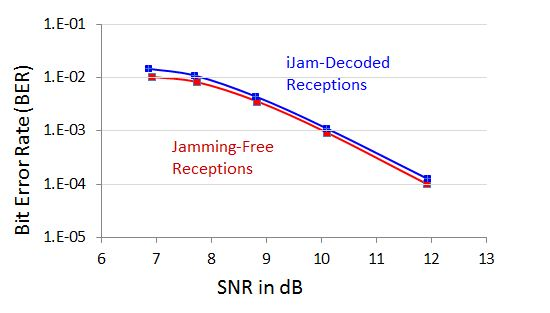 1.E-01
1.E-02
1.E-03
1.E-04
1.E-05
Bit Error Rate (BER)
iJam-Decoded
Receptions
Jamming-Free
Receptions
6 7 8 9 10 11 12 13
SNR in dB